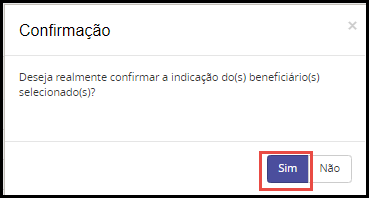 Confirmação
×
Deseja realmente confirmar a indicação do(s) beneficiário(s)
selecionado(s)?
Sim Não